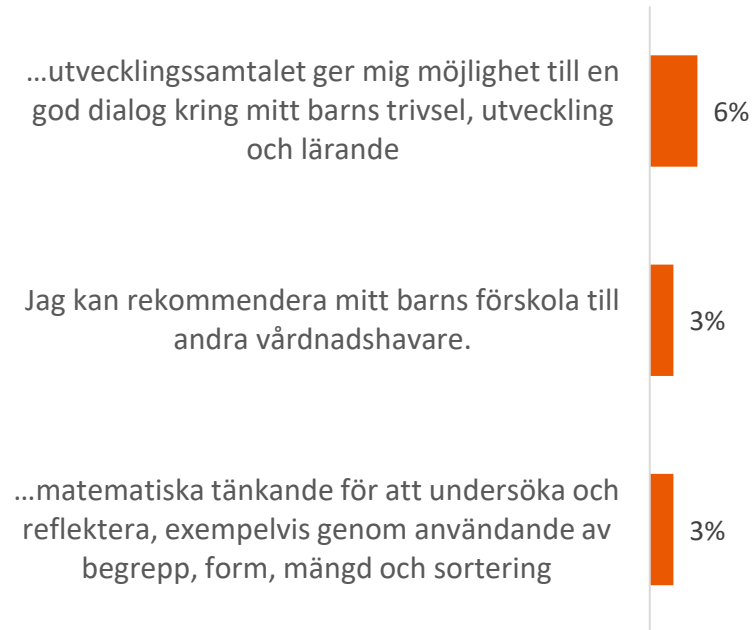 …utvecklingssamtalet ger mig möjlighet till en
god dialog kring mitt barns trivsel, utveckling
och lärande
6%
Jag kan rekommendera mitt barns förskola till
andra vårdnadshavare.
3%
…matematiska tänkande för att undersöka och
reflektera, exempelvis genom användande av
begrepp, form, mängd och sortering
3%